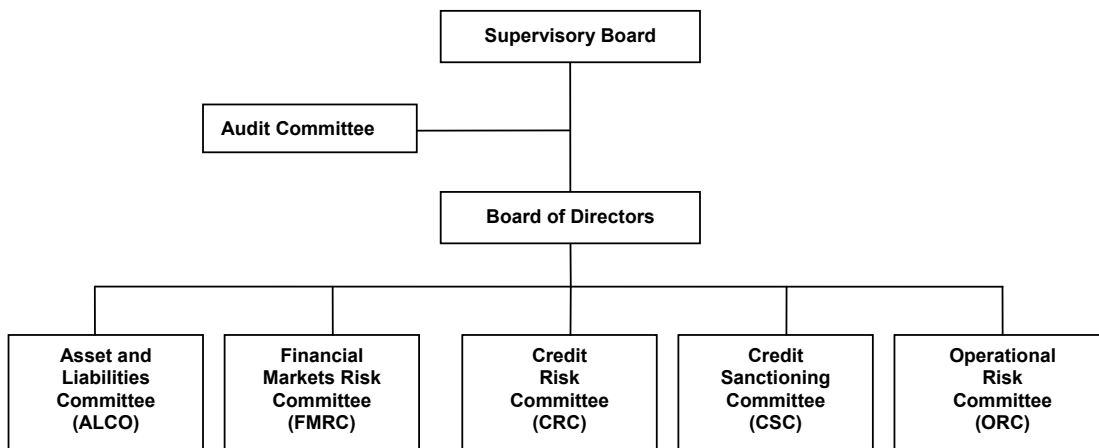 Supervisory Board
Audit Committee
Board of Directors
Asset and
Liabilities
Committee
(ALCO)
Financial
Markets Risk
Committee
(FMRC)
Credit
Risk
Committee
(CRC)
Credit
Sanctioning
Committee
(CSC)
Operational
Risk
Committee
(ORC)